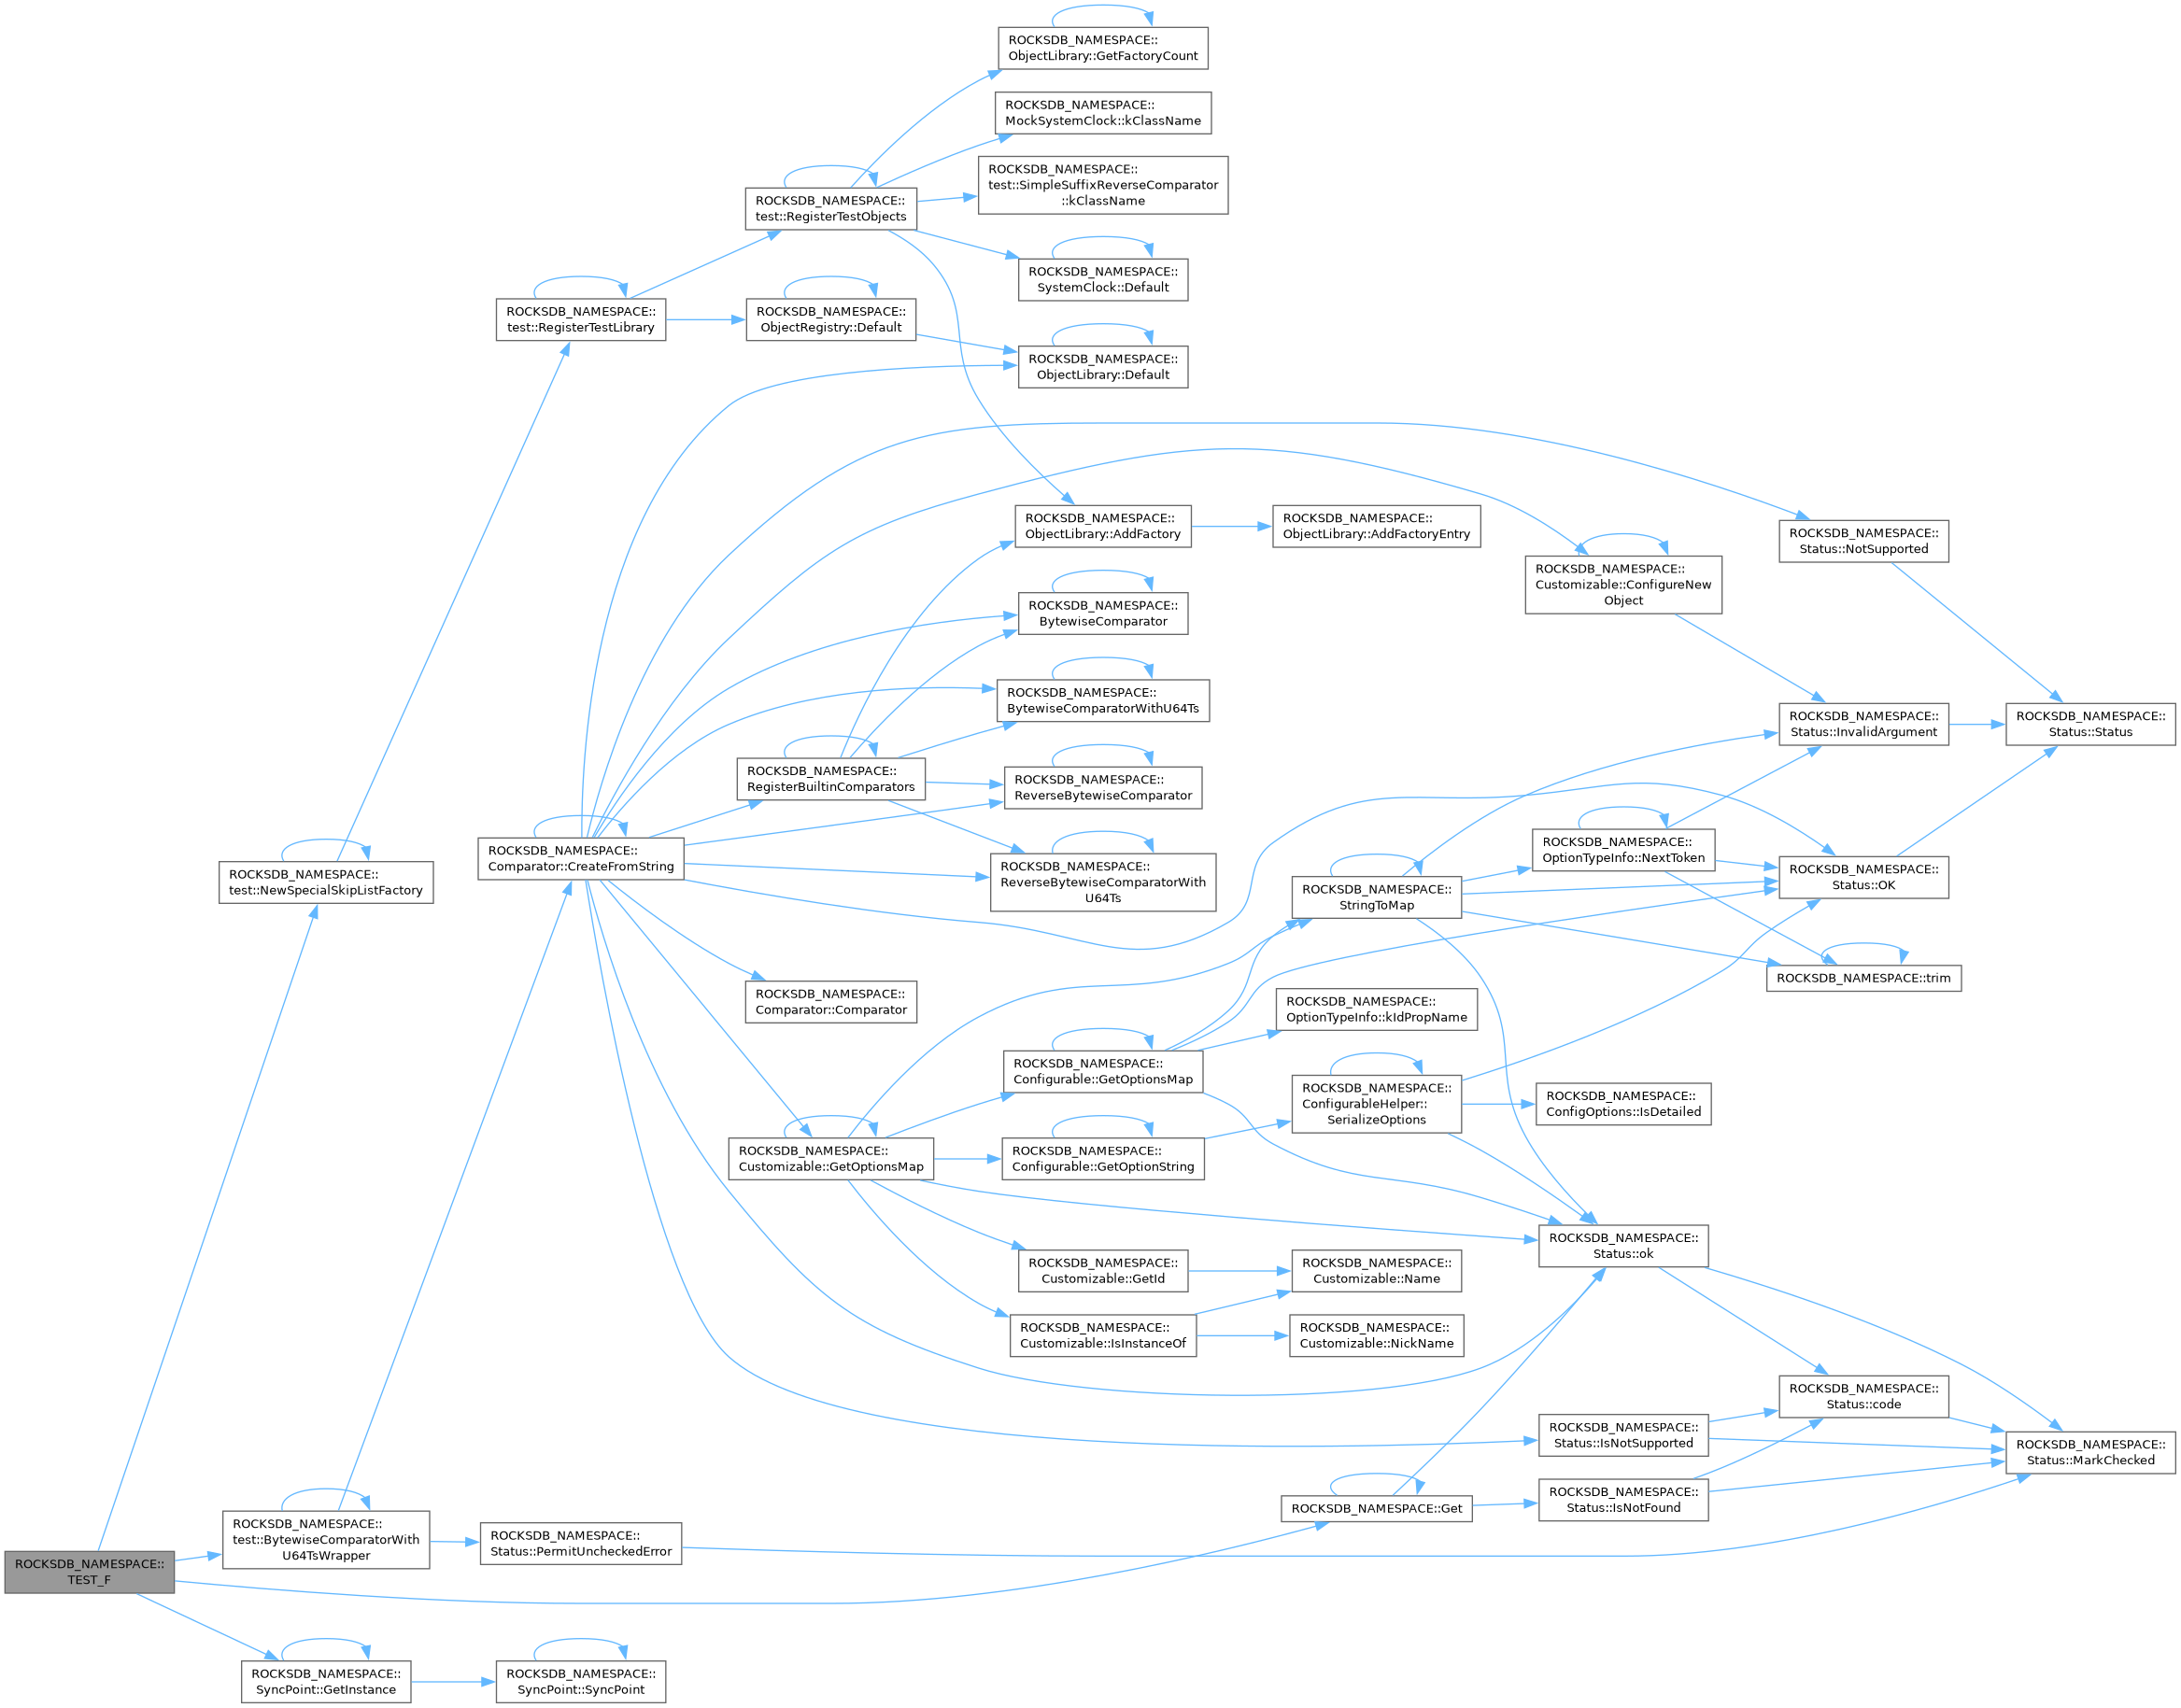 ROCKSDB_NAMESPACE::
TEST_F
ROCKSDB_NAMESPACE::
test::NewSpecialSkipListFactory
ROCKSDB_NAMESPACE::
test::BytewiseComparatorWith
U64TsWrapper
ROCKSDB_NAMESPACE::
SyncPoint::GetInstance
ROCKSDB_NAMESPACE::
test::RegisterTestLibrary
ROCKSDB_NAMESPACE::
Comparator::CreateFromString
ROCKSDB_NAMESPACE::
Status::PermitUncheckedError
ROCKSDB_NAMESPACE::
SyncPoint::SyncPoint
ROCKSDB_NAMESPACE::
test::RegisterTestObjects
ROCKSDB_NAMESPACE::
ObjectRegistry::Default
ROCKSDB_NAMESPACE::
RegisterBuiltinComparators
ROCKSDB_NAMESPACE::
Comparator::Comparator
ROCKSDB_NAMESPACE::
Customizable::GetOptionsMap
ROCKSDB_NAMESPACE::
ObjectLibrary::GetFactoryCount
ROCKSDB_NAMESPACE::
MockSystemClock::kClassName
ROCKSDB_NAMESPACE::
test::SimpleSuffixReverseComparator
::kClassName
ROCKSDB_NAMESPACE::
SystemClock::Default
ROCKSDB_NAMESPACE::
ObjectLibrary::Default
ROCKSDB_NAMESPACE::
ObjectLibrary::AddFactory
ROCKSDB_NAMESPACE::
BytewiseComparator
ROCKSDB_NAMESPACE::
BytewiseComparatorWithU64Ts
ROCKSDB_NAMESPACE::
ReverseBytewiseComparator
ROCKSDB_NAMESPACE::
ReverseBytewiseComparatorWith
U64Ts
ROCKSDB_NAMESPACE::
Configurable::GetOptionsMap
ROCKSDB_NAMESPACE::
Configurable::GetOptionString
ROCKSDB_NAMESPACE::
Customizable::GetId
ROCKSDB_NAMESPACE::
Customizable::IsInstanceOf
ROCKSDB_NAMESPACE::
ObjectLibrary::AddFactoryEntry
ROCKSDB_NAMESPACE::
StringToMap
ROCKSDB_NAMESPACE::
OptionTypeInfo::kIdPropName
ROCKSDB_NAMESPACE::
ConfigurableHelper::
SerializeOptions
ROCKSDB_NAMESPACE::
Customizable::Name
ROCKSDB_NAMESPACE::
Customizable::NickName
ROCKSDB_NAMESPACE::Get
ROCKSDB_NAMESPACE::
Customizable::ConfigureNew
Object
ROCKSDB_NAMESPACE::
OptionTypeInfo::NextToken
ROCKSDB_NAMESPACE::
ConfigOptions::IsDetailed
ROCKSDB_NAMESPACE::
Status::ok
ROCKSDB_NAMESPACE::
Status::IsNotSupported
ROCKSDB_NAMESPACE::
Status::IsNotFound
ROCKSDB_NAMESPACE::
Status::NotSupported
ROCKSDB_NAMESPACE::
Status::InvalidArgument
ROCKSDB_NAMESPACE::
Status::OK
ROCKSDB_NAMESPACE::trim
ROCKSDB_NAMESPACE::
Status::code
ROCKSDB_NAMESPACE::
Status::Status
ROCKSDB_NAMESPACE::
Status::MarkChecked